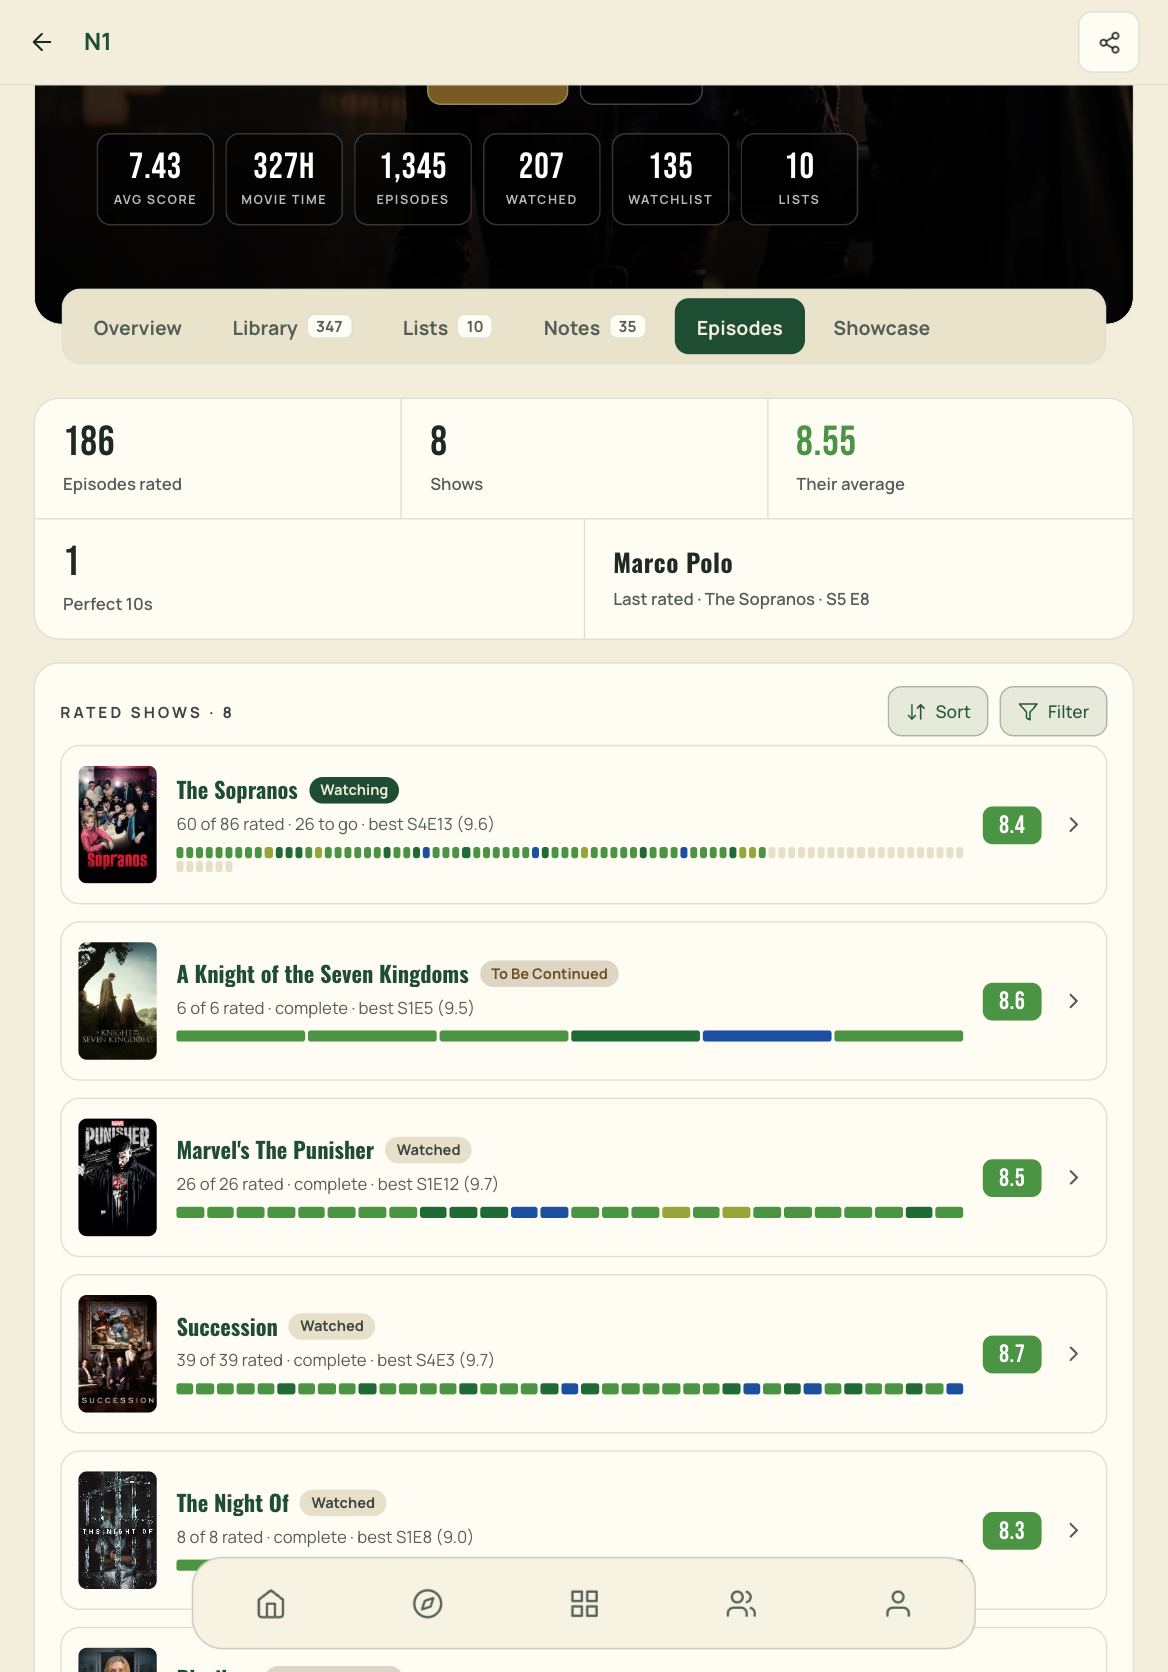 N1
7.43
AVG SCORE
327H
MOVIE TIME
1,345
EPISODES
207
WATCHED
135
WATCHLIST
10
LISTS
Overview Library 347 Lists 10 Notes 35 Episodes Showcase
186
Episodes rated
8
Shows
8.55
Their average
1
Perfect 10s
Marco Polo
Last rated · The Sopranos · S5 E8
RATED SHOWS · 8
Sort Filter
Sopranos
The Sopranos Watching
60 of 86 rated · 26 to go · best S4E13 (9.6)
8.4
A KNIGHT OF THE
SEVEN KINGDOMS
A Knight of the Seven Kingdoms To Be Continued
6 of 6 rated · complete · best S1E5 (9.5)
8.6
MARVEL
PUNISHER
Marvel's The Punisher Watched
26 of 26 rated · complete · best S1E12 (9.7)
8.5
SUCCESSION
Succession Watched
39 of 39 rated · complete · best S4E3 (9.7)
8.7
THE NIGHT OF
The Night Of Watched
8 of 8 rated · complete · best S1E8 (9.0)
8.3